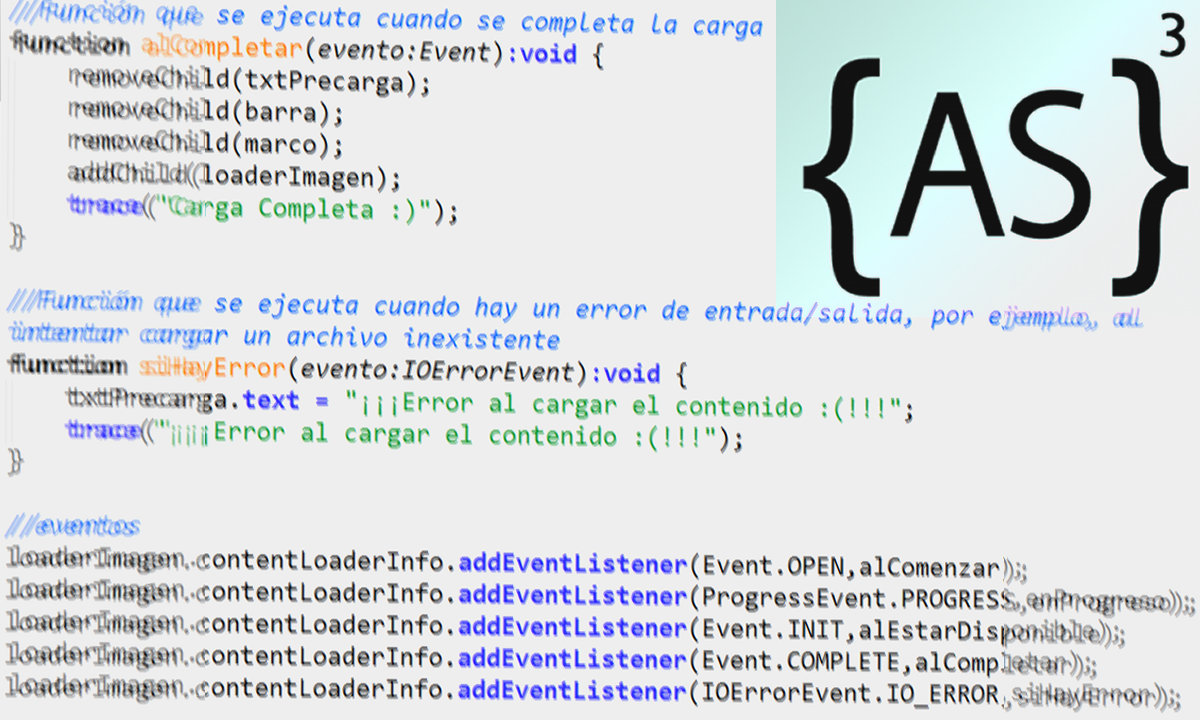 //Función que se ejecuta cuando se completa la carga
function alCompletar(evento:Event):void {
removeChild(txtPrecarga);
removeChild(barra);
removeChild(marco);
addChild(loaderImagen);
trace("Carga Completa :)");
}
//Función que se ejecuta cuando hay un error de entrada/salida, por ejemplo, al
intentar cargar un archivo inexistente
function siHayError(evento:IOErrorEvent):void {
txtPrecarga.text = "¡¡¡Error al cargar el contenido :(!!!";
trace("¡¡¡Error al cargar el contenido :(!!!");
}
//eventos
loaderImagen.contentLoaderInfo.addEventListener(Event.OPEN,alComenzar);
loaderImagen.contentLoaderInfo.addEventListener(ProgressEvent.PROGRESS,enProgreso);
loaderImagen.contentLoaderInfo.addEventListener(Event.INIT,alEstarDisponible);
loaderImagen.contentLoaderInfo.addEventListener(Event.COMPLETE,alCompletar);
loaderImagen.contentLoaderInfo.addEventListener(IOErrorEvent.IO_ERROR,siHayError);
{AS}3